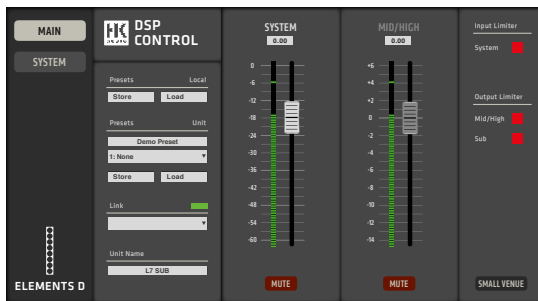 MAIN
SYSTEM
ELEMENTS D
HK
DSP
CONTROL
Presets Local
Store Load
Presets Unit
Demo Preset
1: None
Store Load
Link
Unit Name
L7 SUB
SYSTEM
0.00
0
-6
-12
-18
-24
-30
-36
-42
-48
-54
-60
MUTE
MID/HIGH
0.00
+6
+4
+2
0
-2
-4
-6
-8
-10
-12
-14
MUTE
Input Limiter
System
Output Limiter
Mid/High
Sub
SMALL VENUE